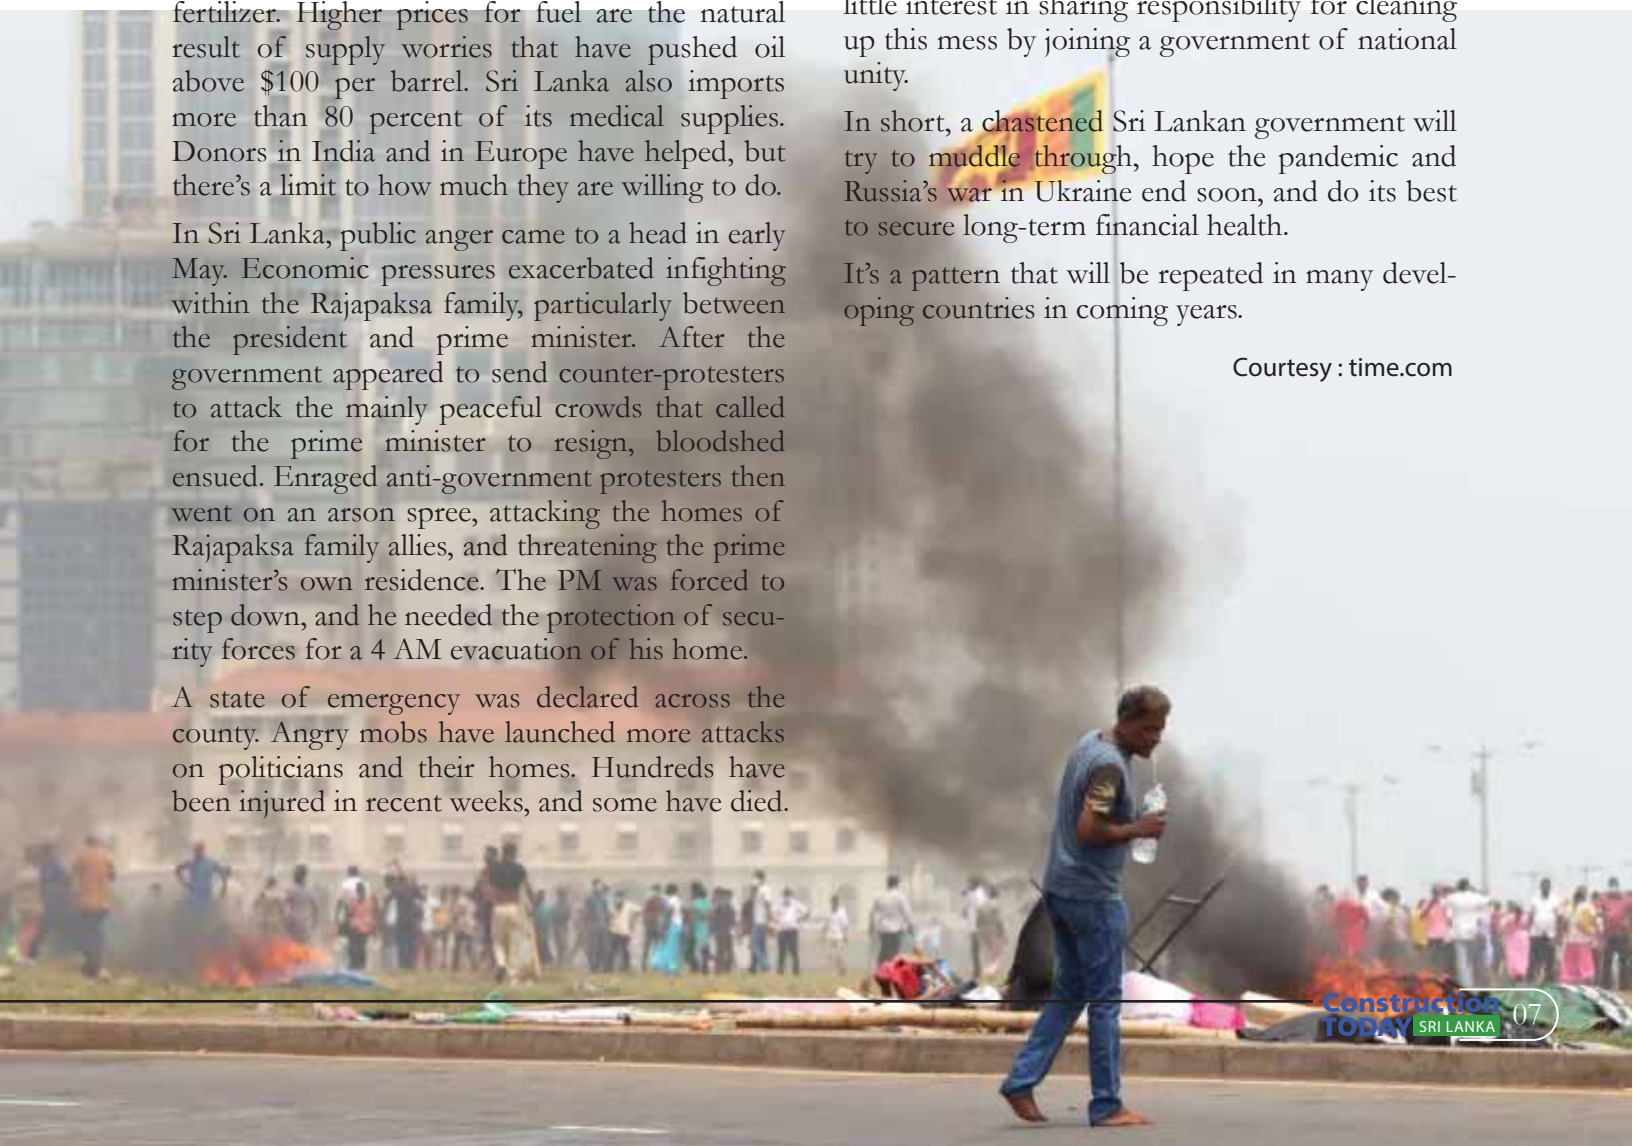 fertilizer. Higher prices for fuel are the natural
result of supply worries that have pushed oil
above $100 per barrel. Sri Lanka also imports
more than 80 percent of its medical supplies.
Donors in India and in Europe have helped, but
there's a limit to how much they are willing to do.
In Sri Lanka, public anger came to a head in early
May. Economic pressures exacerbated infighting
within the Rajapaksa family, particularly between
the president and prime minister. After the
government appeared to send counter-protesters
to attack the mainly peaceful crowds that called
for the prime minister to resign, bloodshed
ensued. Enraged anti-government protesters then
went on an arson spree, attacking the homes of
Rajapaksa family allies, and threatening the prime
minister's own residence. The PM was forced to
step down, and he needed the protection of secu-
rity forces for a 4 AM evacuation of his home.
A state of emergency was declared across the
county. Angry mobs have launched more attacks
on politicians and their homes. Hundreds have
been injured in recent weeks, and some have died.
little interest in sharing responsibility for cleaning
up this mess by joining a government of national
unity.
In short, a chastened Sri Lankan government will
try to muddle through, hope the pandemic and
Russia's war in Ukraine end soon, and do its best
to secure long-term financial health.
It's a pattern that will be repeated in many devel-
oping countries in coming years.
Courtesy : time.com
Construction
TODAY SRI LANKA
07